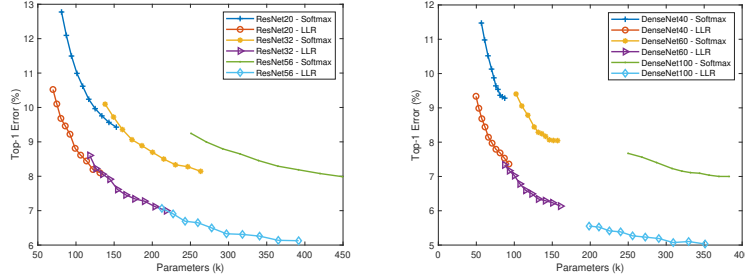 13
12
11
10
9
8
7
6
5
Top-1 Error (%)
50 100 150 200 250 300 350 400 450
Parameters (k)
ResNet20 - Softmax
ResNet20 - LLR
ResNet32 - Softmax
ResNet32 - LLR
ResNet56 - Softmax
ResNet56 - LLR
12
11
10
9
8
7
6
5
Top-1 Error (%)
0 50 100 150 200 250 300 350 400
Parameters (k)
DenseNet40 - Softmax
DenseNet40 - LLR
DenseNet60 - Softmax
DenseNet60 - LLR
DenseNet100 - Softmax
DenseNet100 - LLR